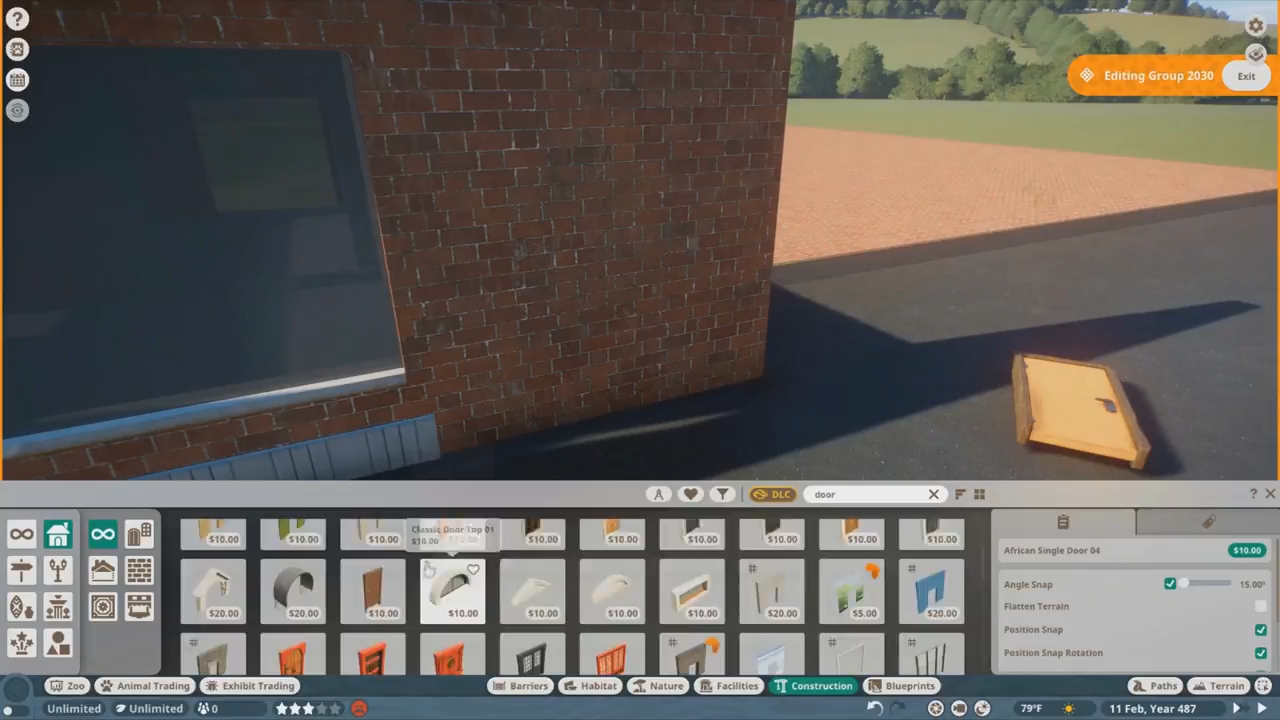 ?
Editing Group 2030
Exit
DLC
door
?
Classic Door Top 01
$10.00
$10.00 $10.00 $10.00 $10.00 $10.00 $10.00 $10.00 $10.00 $10.00
$20.00 $20.00 $10.00 $10.00 $10.00 $10.00 $10.00 $20.00 $5.00 $20.00
African Single Door 04 $10.00
Angle Snap 15.00°
Flatten Terrain
Position Snap
Position Snap Rotation
Zoo Animal Trading Exhibit Trading Barriers Habitat Nature Facilities Construction Blueprints Paths Terrain
Unlimited Unlimited 0 79°F 11 Feb, Year 487